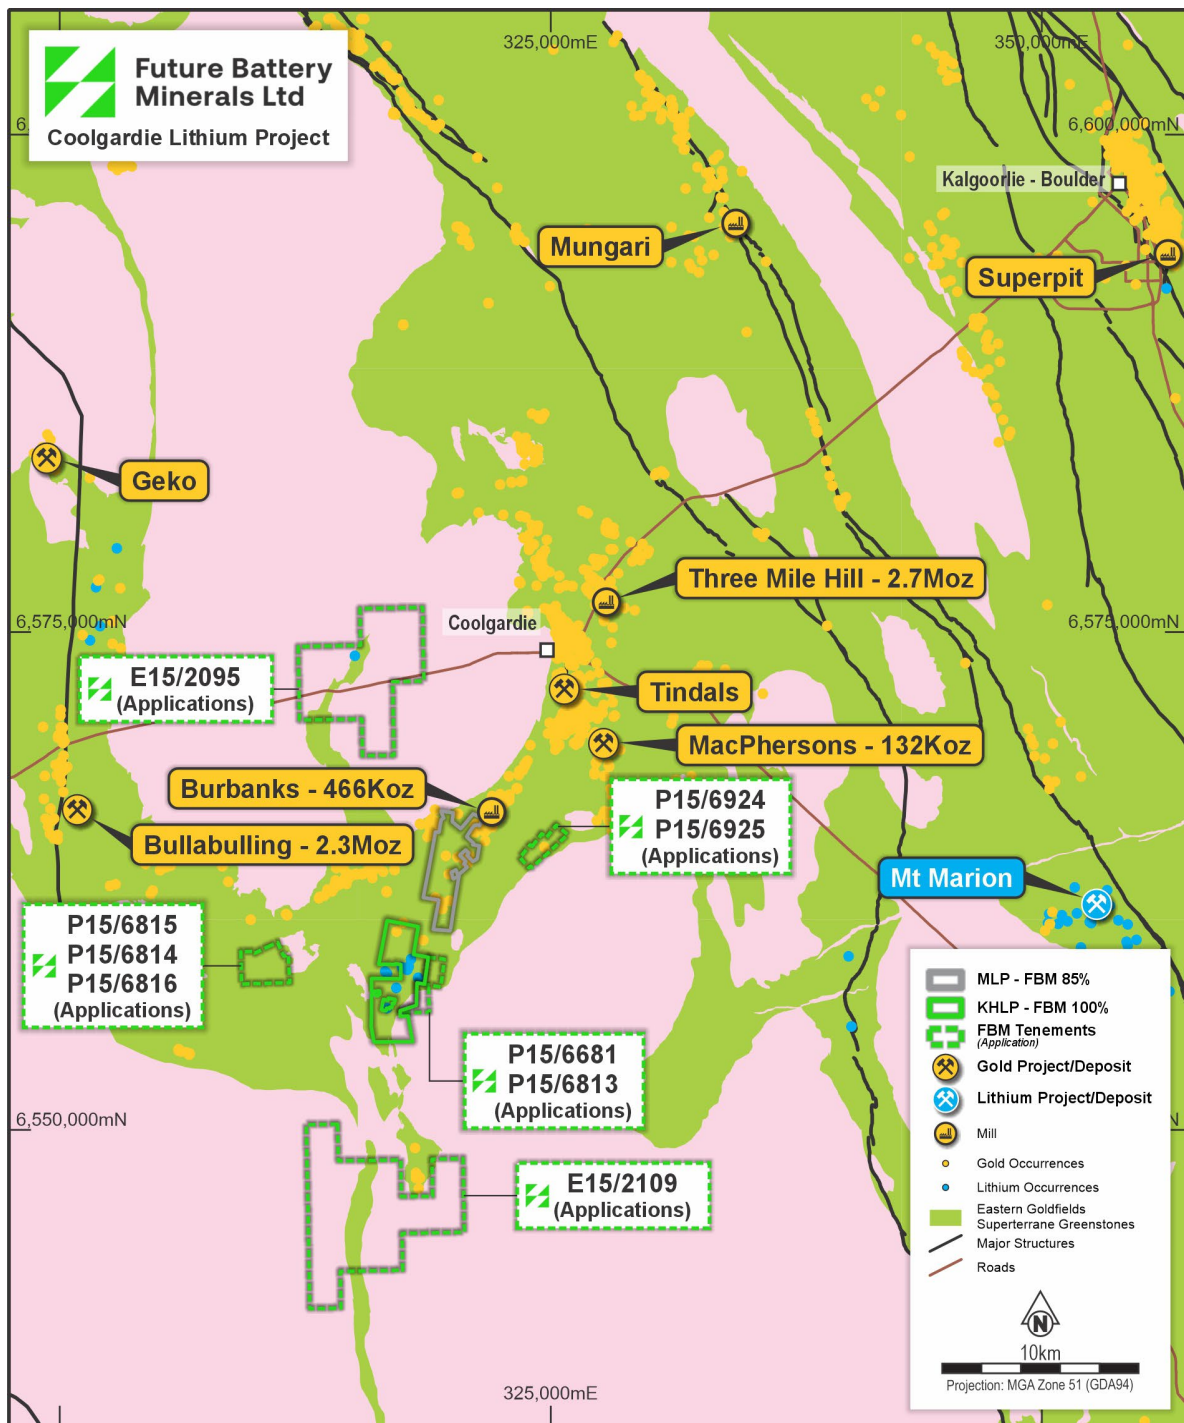 325,000mE
350,000mE
Future Battery
Minerals Ltd
Coolgardie Lithium Project
6,600,000mN
Kalgoorlie - Boulder
Mungari
Superpit
Geko
Three Mile Hill - 2.7Moz
Coolgardie
6,575,000mN
6,575,000mN
E15/2095
(Applications)
Tindals
MacPhersons - 132Koz
Burbanks - 466Koz
P15/6924
P15/6925
(Applications)
Bullabulling - 2.3Moz
Mt Marion
P15/6815
P15/6814
P15/6816
(Applications)
P15/6681
P15/6813
(Applications)
6,550,000mN
E15/2109
(Applications)
MLP - FBM 85%
KHLP - FBM 100%
FBM Tenements
(Application)
Gold Project/Deposit
Lithium Project/Deposit
Mill
Gold Occurrences
Lithium Occurrences
Eastern Goldfields
Superterrane Greenstones
Major Structures
Roads
N
10km
Projection: MGA Zone 51 (GDA94)
325,000mE